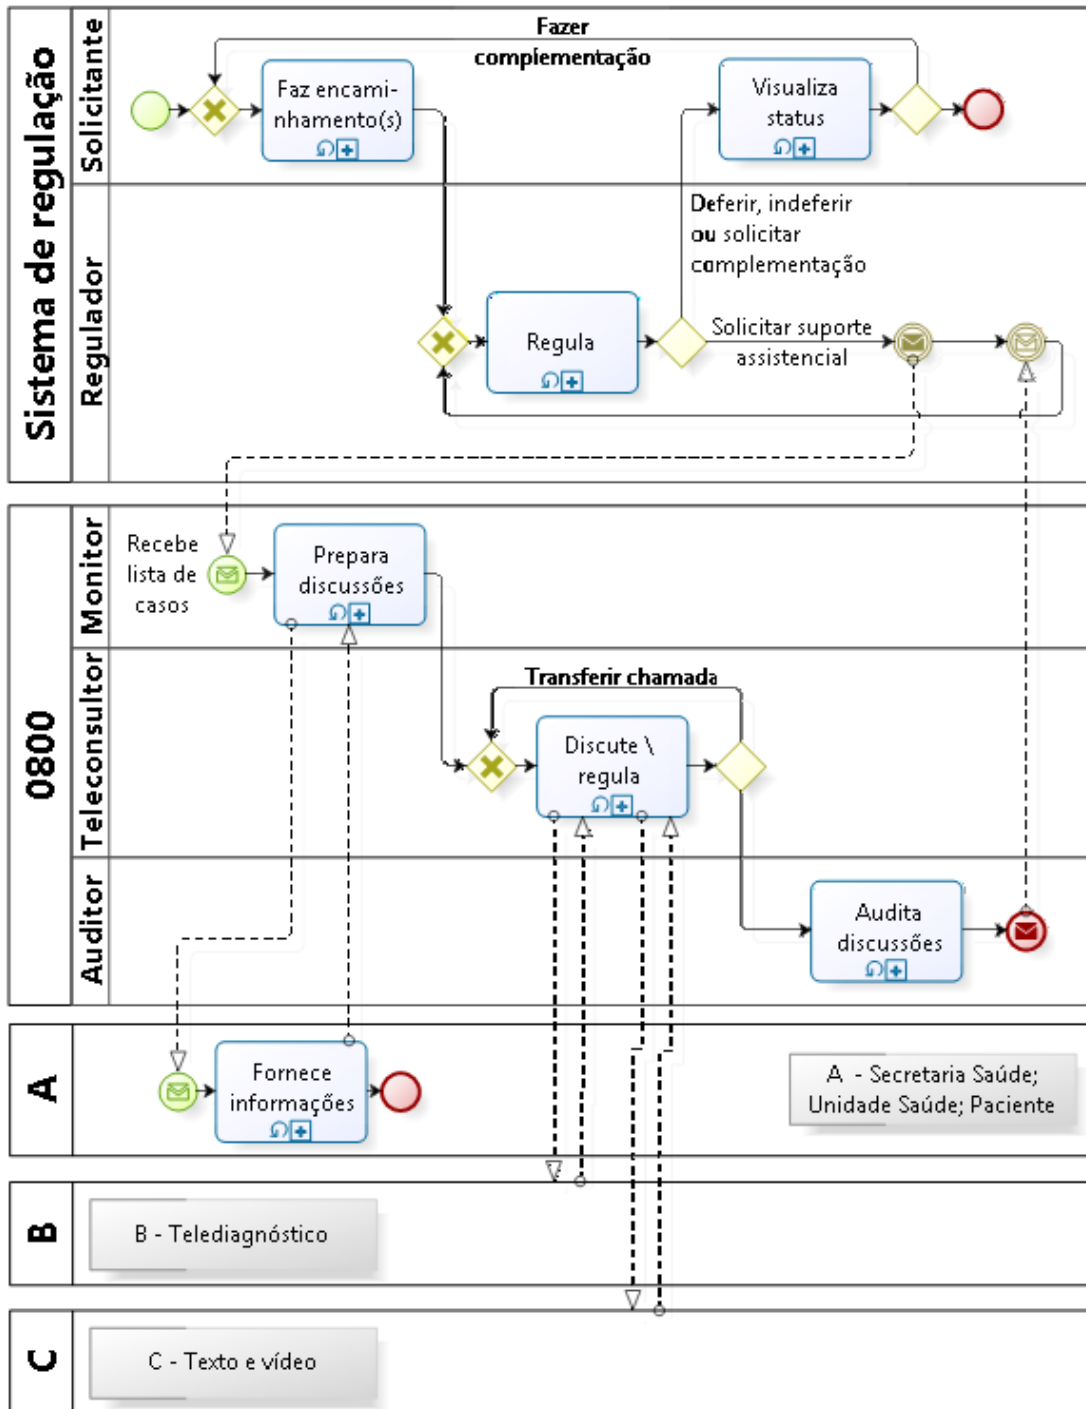 Sistema de regulação
Solicitante
Fazer
complementação
Faz encami-
nhamento(s)
Visualiza
status
Regulador
Deferir, indeferir
ou solicitar
complementação
Regula
Solicitar suporte
assistencial
0800
Monitor
Recebe
lista de
casos
Prepara
discussões
Teleconsultor
Transferir chamada
Discute \
regula
Auditor
Audita
discussões
A
Fornece
informações
A - Secretaria Saúde;
Unidade Saúde; Paciente
B
B - Telediagnóstico
C
C - Texto e vídeo